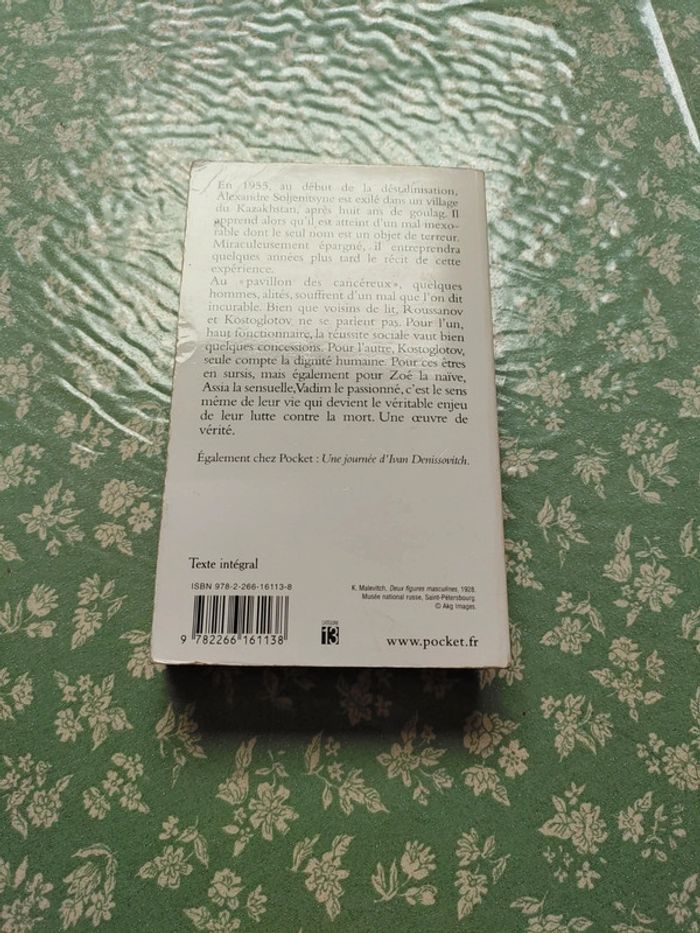 En 1955, au début de la déstalinisation,
Alexandre Soljenitsyne est exilé dans un village
du Kazakhstan, après huit ans de goulag. Il
apprend alors qu'il est atteint d'un mal inexo-
rable dont le seul nom est un objet de terreur.
Miraculeusement épargné, il entreprendra
quelques années plus tard le récit de cette
expérience.
Au « pavillon des cancéreux », quelques
hommes, alités, souffrent d'un mal que l'on dit
incurable. Bien que voisins de lit, Roussanov
et Kostoglotov ne se parlent pas. Pour l'un,
haut fonctionnaire, la réussite sociale vaut bien
quelques concessions. Pour l'autre, Kostoglotov,
seule compte la dignité humaine. Pour ces êtres
en sursis, mais également pour Zoé la naïve,
Assia la sensuelle, Vadim le passionné, c'est le sens
même de leur vie qui devient le véritable enjeu
de leur lutte contre la mort. Une œuvre de
vérité.
Également chez Pocket : Une journée d'Ivan Denissovitch.
Texte intégral
ISBN 978-2-266-16113-8
9 782266 161138
CATÉGORIE
13
K. Malevitch, Deux figures masculines, 1928.
Musée national russe, Saint-Pétersbourg.
© Akg Images.
www.pocket.fr